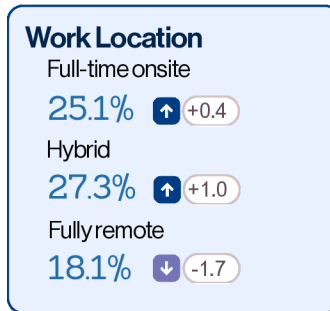 Work Location
Full-time onsite
25.1% +0.4
Hybrid
27.3% +1.0
Fully remote
18.1% -1.7